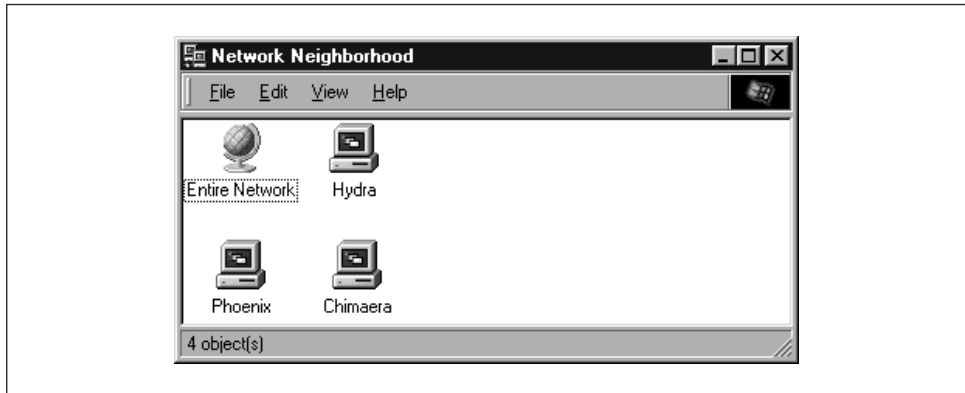 Network Neighborhood
File Edit View Help
Entire Network Hydra
Phoenix Chimaera
4 object(s)